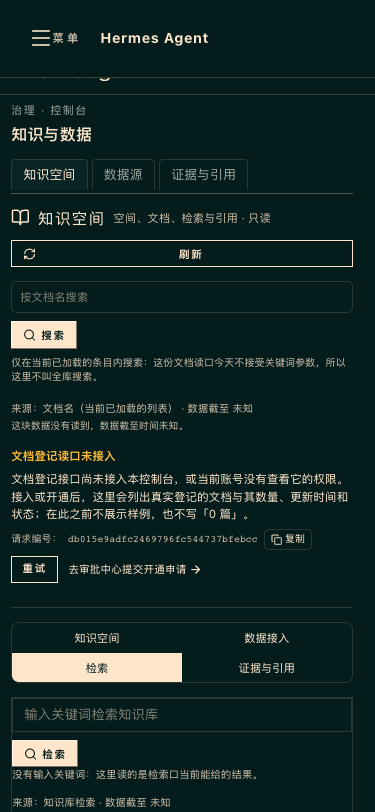 菜单
Hermes Agent
治理 · 控制台
知识与数据
知识空间
数据源
证据与引用
知识空间 空间、文档、检索与引用 · 只读
刷新
按文档名搜索
搜索
仅在当前已加载的条目内搜索：这份文档读口今天不接受关键词参数，所以
这里不叫全库搜索。
来源：文档名（当前已加载的列表） · 数据截至 未知
这块数据没有读到，数据截至时间未知。
文档登记读口未接入
文档登记接口尚未接入本控制台，或当前账号没有查看它的权限。
接入或开通后，这里会列出真实登记的文档与其数量、更新时间和
状态；在此之前不展示样例，也不写「0 篇」。
请求编号： db015e9adfc2469796fc544737bfebcc 复制
重试 去审批中心提交开通申请 →
知识空间 数据接入
检索 证据与引用
输入关键词检索知识库
检索
没有输入关键词：这里读的是检索口当前能给的结果。
来源：知识库检索 · 数据截至 未知